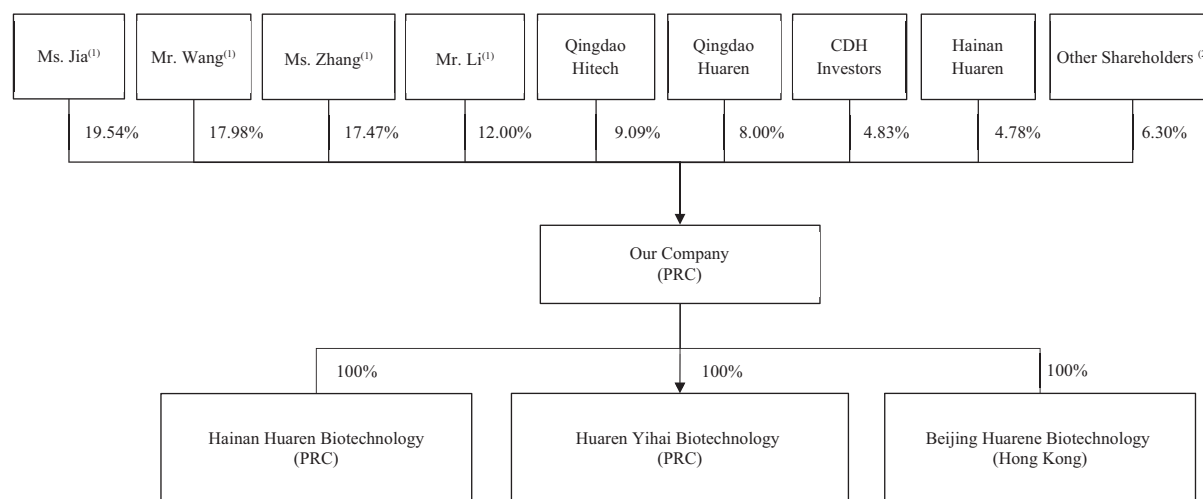 Ms. Jia(1)
Mr. Wang(1)
Ms. Zhang(1)
Mr. Li(1)
Qingdao
Hitech
Qingdao
Huaren
CDH
Investors
Hainan
Huaren
Other Shareholders
19.54%
17.98%
17.47%
12.00%
9.09%
8.00%
4.83%
4.78%
6.30%
Our Company
(PRC)
100%
100%
100%
Hainan Huaren Biotechnology
(PRC)
Huaren Yihai Biotechnology
(PRC)
Beijing Huarene Biotechnology
(Hong Kong)